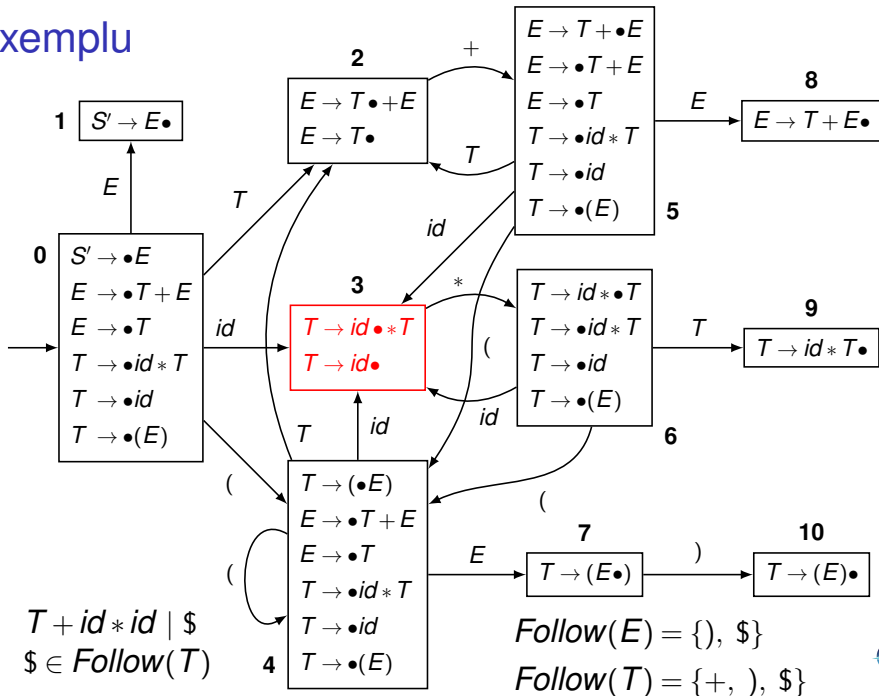 xemplu
1
S′ → E•
E
0
S′ → •E
E → •T + E
E → •T
T → •id * T
T → •id
T → •(E)
T
id
(
2
E → T• + E
E → T•
+
T
5
E → T + •E
E → •T + E
E → •T
T → •id * T
T → •id
T → •(E)
E
8
E → T + E•
id
(
3
T → id• * T
T → id•
*
id
6
T → id * •T
T → •id * T
T → •id
T → •(E)
T
9
T → id * T•
(
T
id
(
4
T → (•E)
E → •T + E
E → •T
T → •id * T
T → •id
T → •(E)
E
7
T → (E•)
)
10
T → (E)•
T + id * id | $
$ ∈ Follow(T)
Follow(E) = {), $}
Follow(T) = {+, ), $}